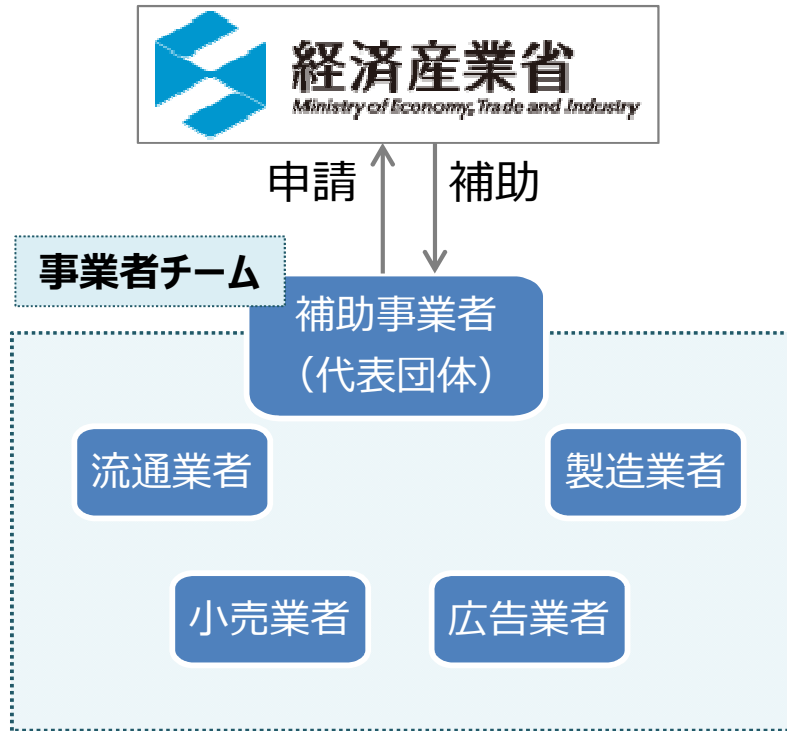 経済産業省
Ministry of Economy, Trade and Industry
申請
補助
事業者チーム
補助事業者
（代表団体）
流通業者
製造業者
小売業者
広告業者